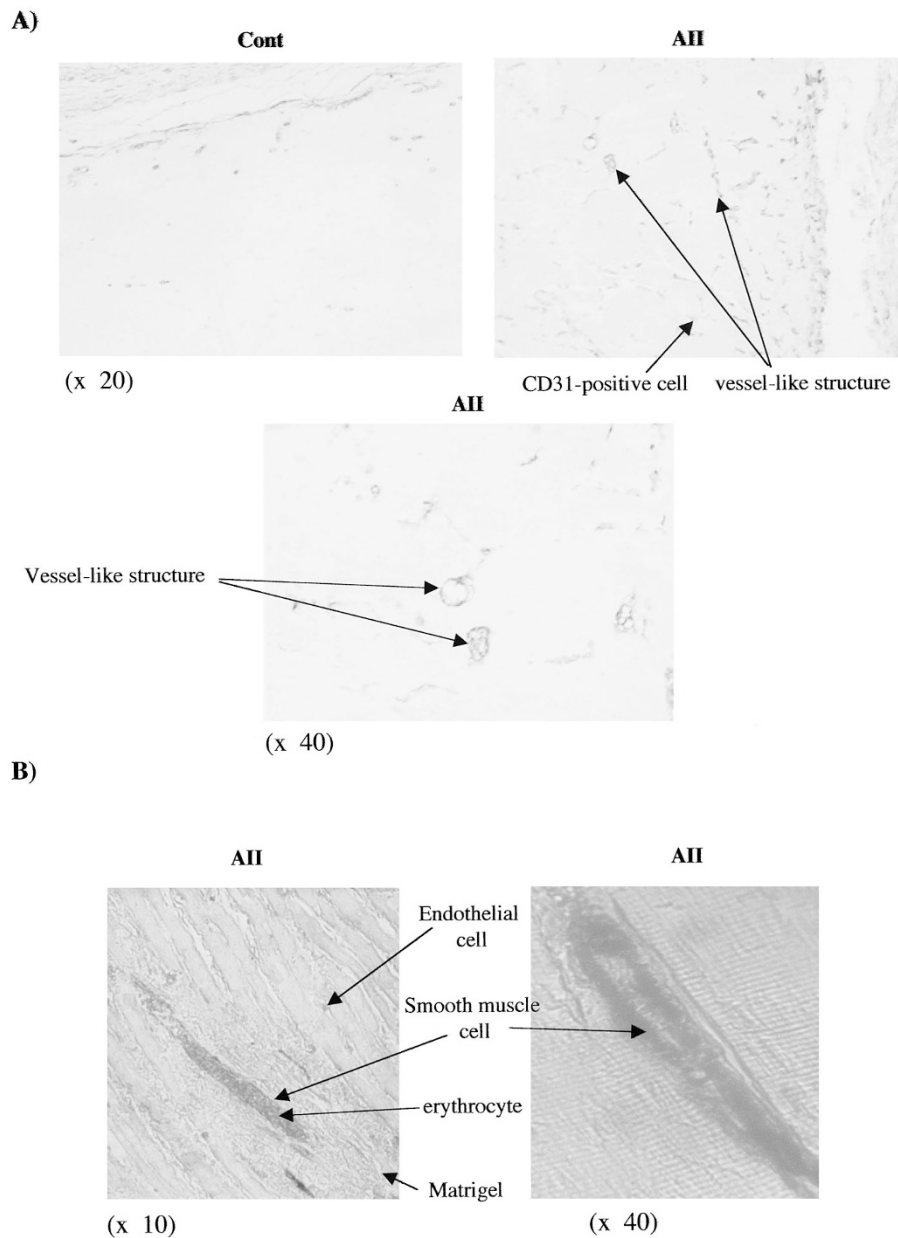 A)
Cont
AII
(x 20)
CD31-positive cell
vessel-like structure
AII
Vessel-like structure
(x 40)
B)
AII
AII
Endothelial
cell
Smooth muscle
cell
erythrocyte
Matrigel
(x 10)
(x 40)